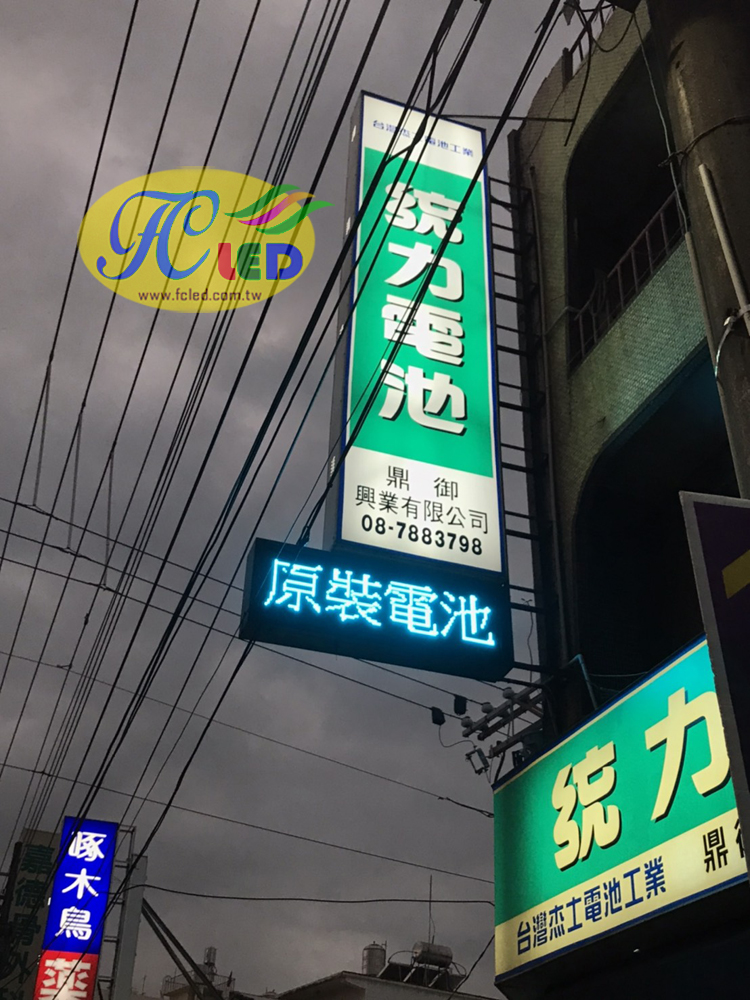 FC LED
www.fcled.com.tw
台灣杰士電池工業
統力電池
鼎御
興業有限公司
08-7883798
原裝電池
統力
台灣杰士電池工業
鼎御
啄木鳥
藥